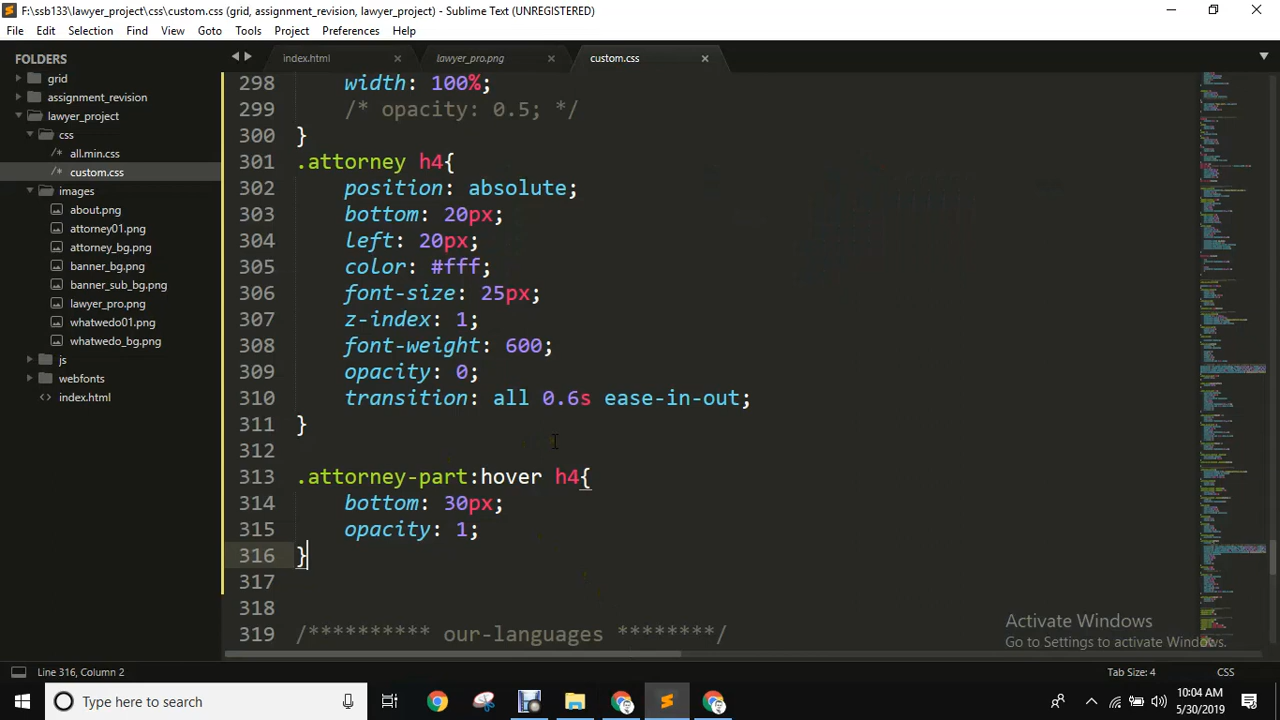 F:\ssb133\lawyer_project\css\custom.css (grid, assignment_revision, lawyer_project) - Sublime Text (UNREGISTERED)
File Edit Selection Find View Goto Tools Project Preferences Help
FOLDERS
grid
assignment_revision
lawyer_project
css
/* all.min.css
/* custom.css
images
about.png
attorney01.png
attorney_bg.png
banner_bg.png
banner_sub_bg.png
lawyer_pro.png
whatwedo01.png
whatwedo_bg.png
js
webfonts
index.html
index.html lawyer_pro.png custom.css
298 width: 100%;
299 /* opacity: 0.5; */
300 }
301 .attorney h4{
302 position: absolute;
303 bottom: 20px;
304 left: 20px;
305 color: #fff;
306 font-size: 25px;
307 z-index: 1;
308 font-weight: 600;
309 opacity: 0;
310 transition: all 0.6s ease-in-out;
311 }
312
313 .attorney-part:hover h4{
314 bottom: 30px;
315 opacity: 1;
316 }
317
318
319 /********** our-languages ********/
Activate Windows
Go to Settings to activate Windows.
Line 316, Column 2 Tab Size: 4 CSS
Type here to search
10:04 AM
5/30/2019